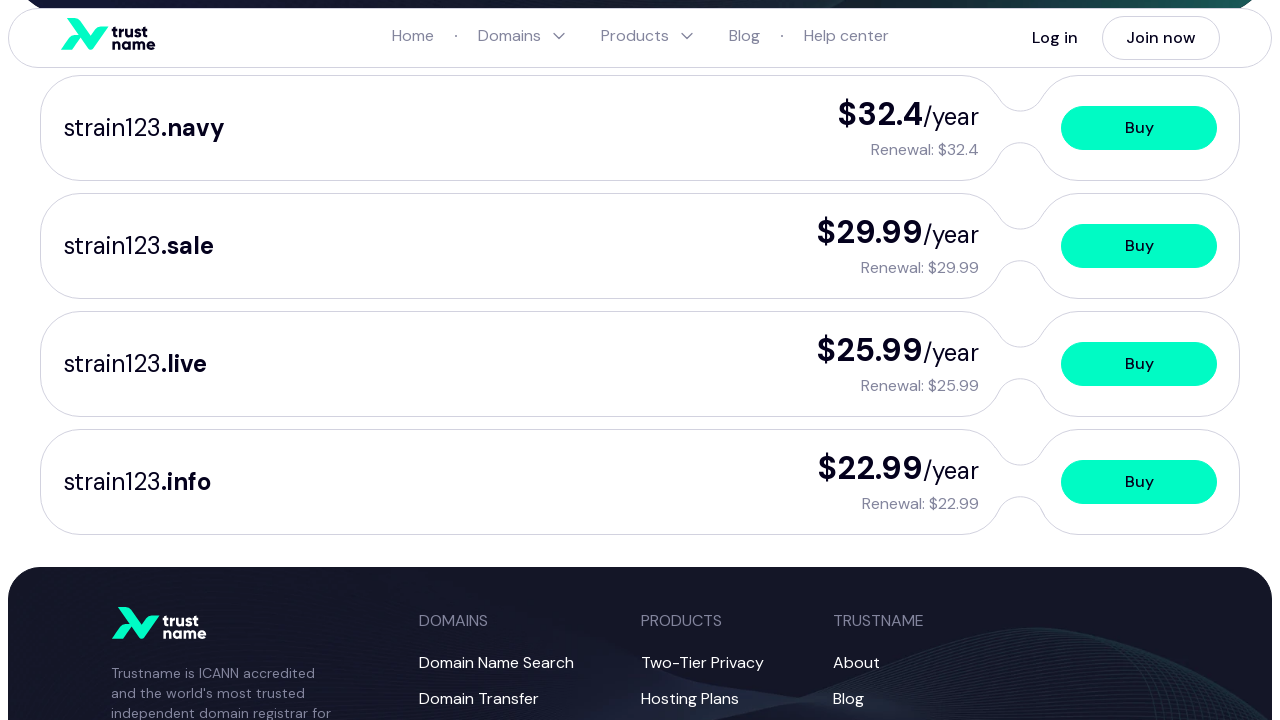 trust
name
Home · Domains Products Blog · Help center Log in Join now
strain123.navy $32.4/year Buy
Renewal: $32.4
strain123.sale $29.99/year Buy
Renewal: $29.99
strain123.live $25.99/year Buy
Renewal: $25.99
strain123.info $22.99/year Buy
Renewal: $22.99
trust
name
Trustname is ICANN accredited
and the world's most trusted
independent domain registrar for
DOMAINS
Domain Name Search
Domain Transfer
PRODUCTS
Two-Tier Privacy
Hosting Plans
TRUSTNAME
About
Blog